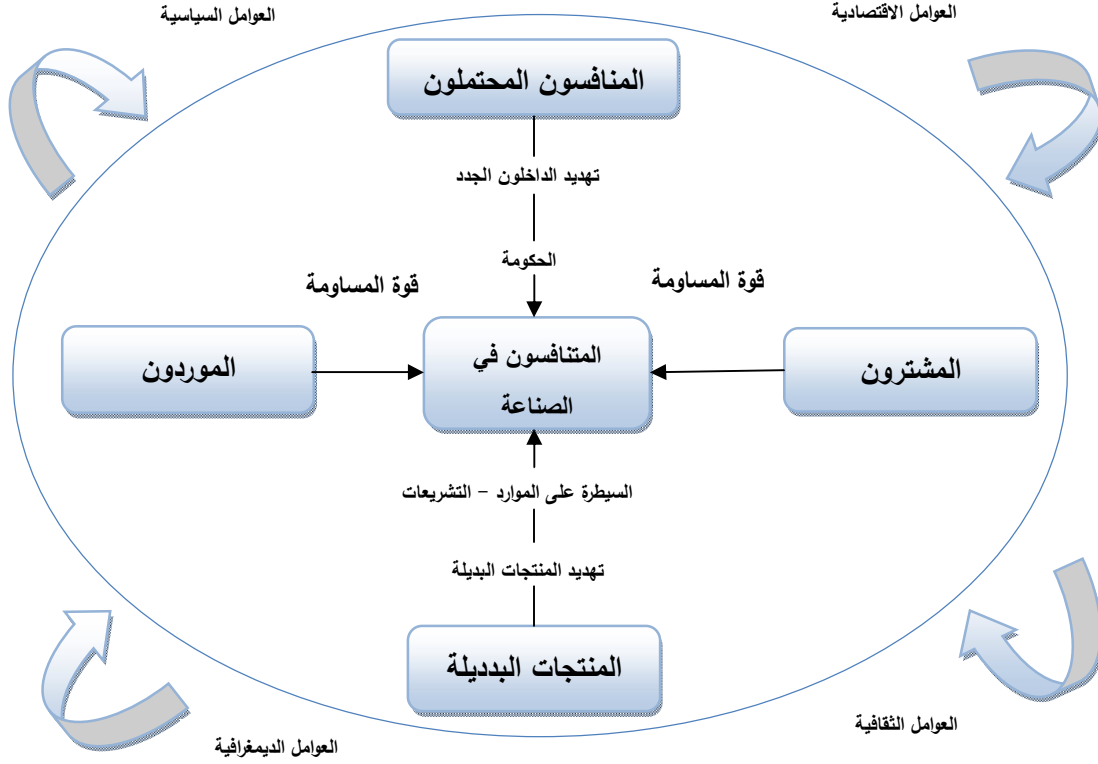 العوامل الاقتصادية
العوامل السياسية
المنافسون المحتملون
تهديد الداخلون الجدد
الحكومة
قوة المساومة
قوة المساومة
المشترون
المتنافسون في
الصناعة
الموردون
السيطرة على الموارد – التشريعات
تهديد المنتجات البديلة
المنتجات البدديلة
العوامل الثقافية
العوامل الديمغرافية